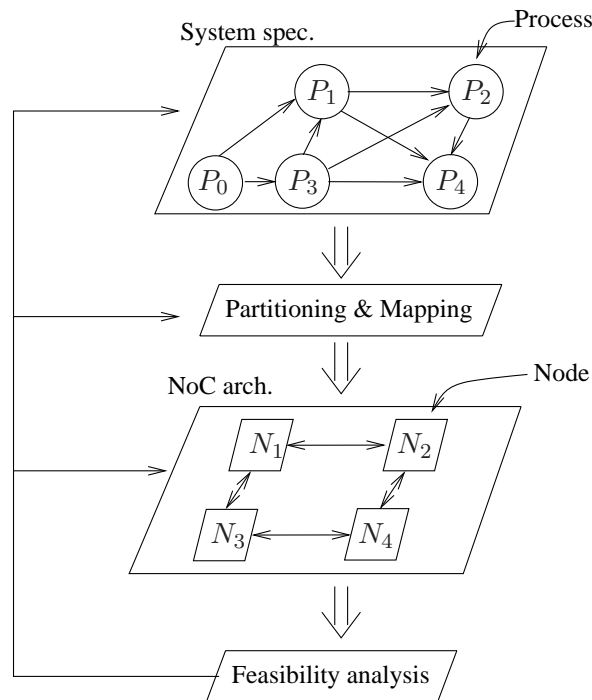 Process
System spec.
P1
P2
P0
P3
P4
Partitioning & Mapping
NoC arch.
Node
N1
N2
N3
N4
Feasibility analysis